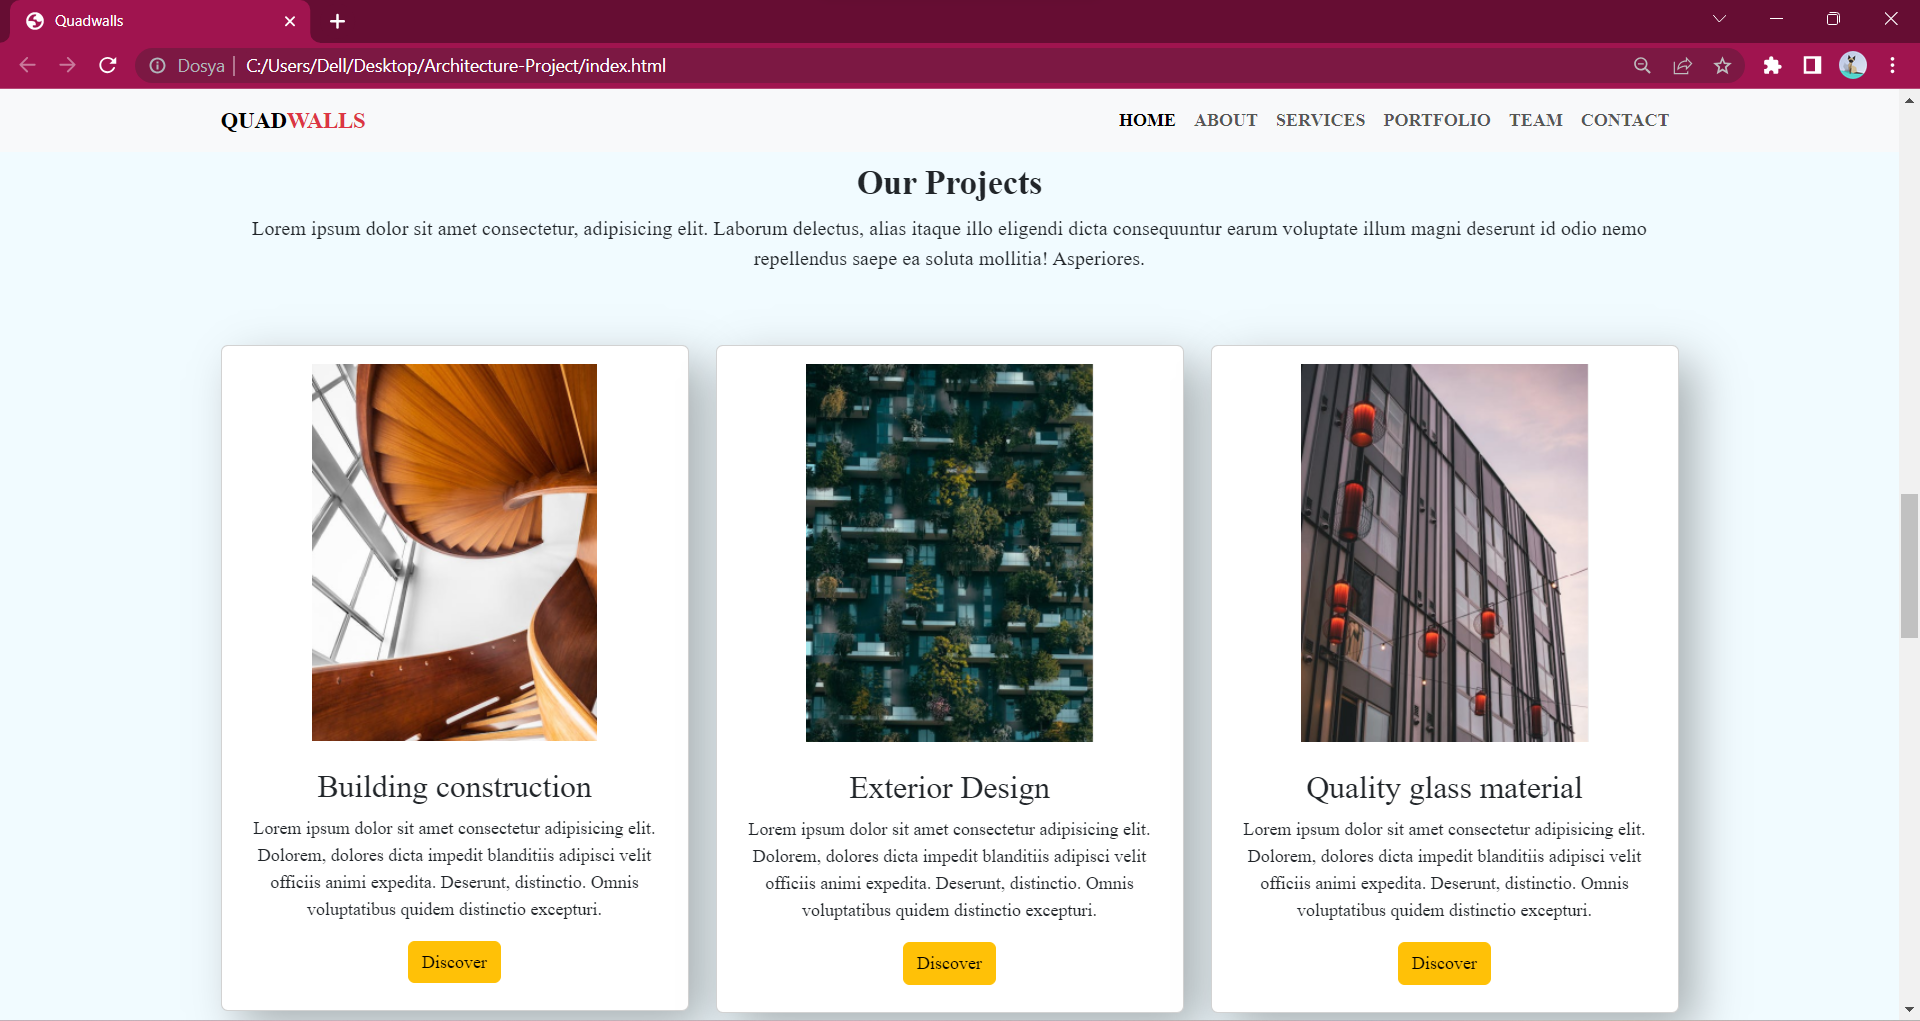 Quadwalls
Dosya | C:/Users/Dell/Desktop/Architecture-Project/index.html
QUADWALLS HOME ABOUT SERVICES PORTFOLIO TEAM CONTACT
Our Projects
Lorem ipsum dolor sit amet consectetur, adipisicing elit. Laborum delectus, alias itaque illo eligendi dicta consequuntur earum voluptate illum magni deserunt id odio nemo
repellendus saepe ea soluta mollitia! Asperiores.
Building construction
Lorem ipsum dolor sit amet consectetur adipisicing elit.
Dolorem, dolores dicta impedit blanditiis adipisci velit
officiis animi expedita. Deserunt, distinctio. Omnis
voluptatibus quidem distinctio excepturi.
Discover
Exterior Design
Lorem ipsum dolor sit amet consectetur adipisicing elit.
Dolorem, dolores dicta impedit blanditiis adipisci velit
officiis animi expedita. Deserunt, distinctio. Omnis
voluptatibus quidem distinctio excepturi.
Discover
Quality glass material
Lorem ipsum dolor sit amet consectetur adipisicing elit.
Dolorem, dolores dicta impedit blanditiis adipisci velit
officiis animi expedita. Deserunt, distinctio. Omnis
voluptatibus quidem distinctio excepturi.
Discover